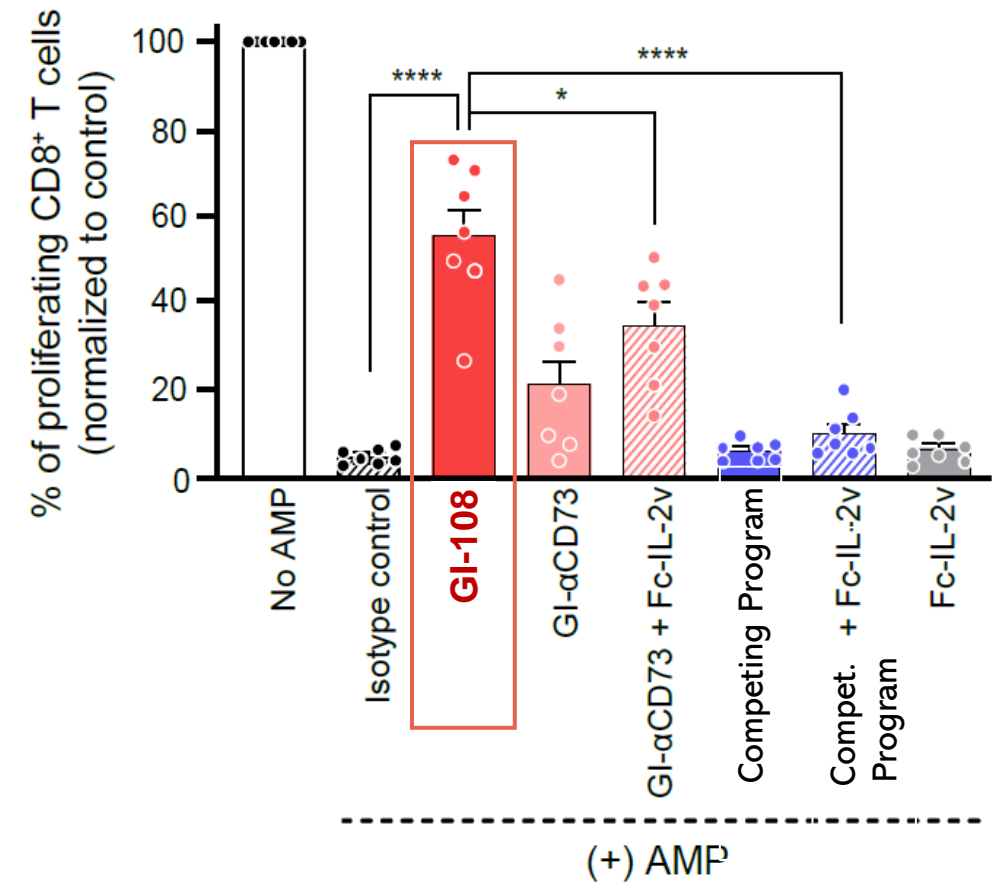 % of proliferating CD8⁺ T cells
(normalized to control)
100
80
60
40
20
0
****
*
****
No AMP
Isotype control
GI-108
GI-αCD73
GI-αCD73 + Fc-IL-2v
Competing Program
Compet. + Fc-IL-2v
Program
Fc-IL-2v
(+) AMP